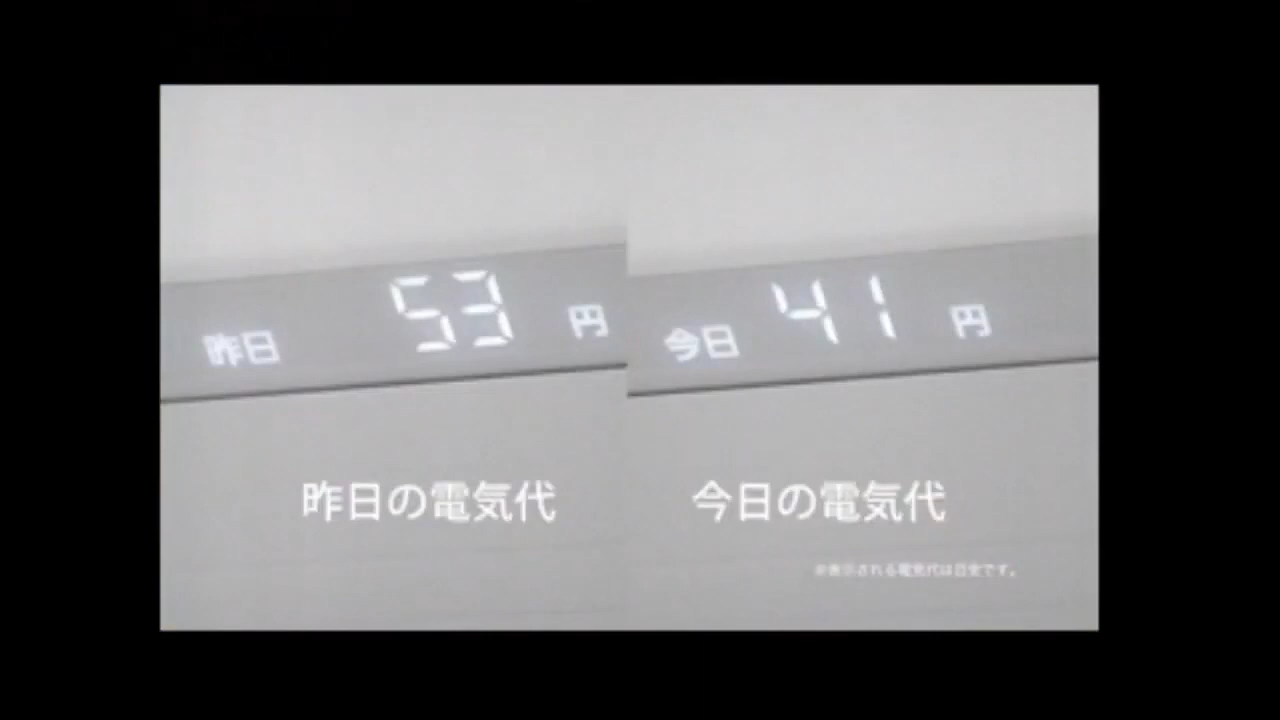 昨日 53 円
今日 41 円
昨日の電気代
今日の電気代
※表示される電気代は目安です。